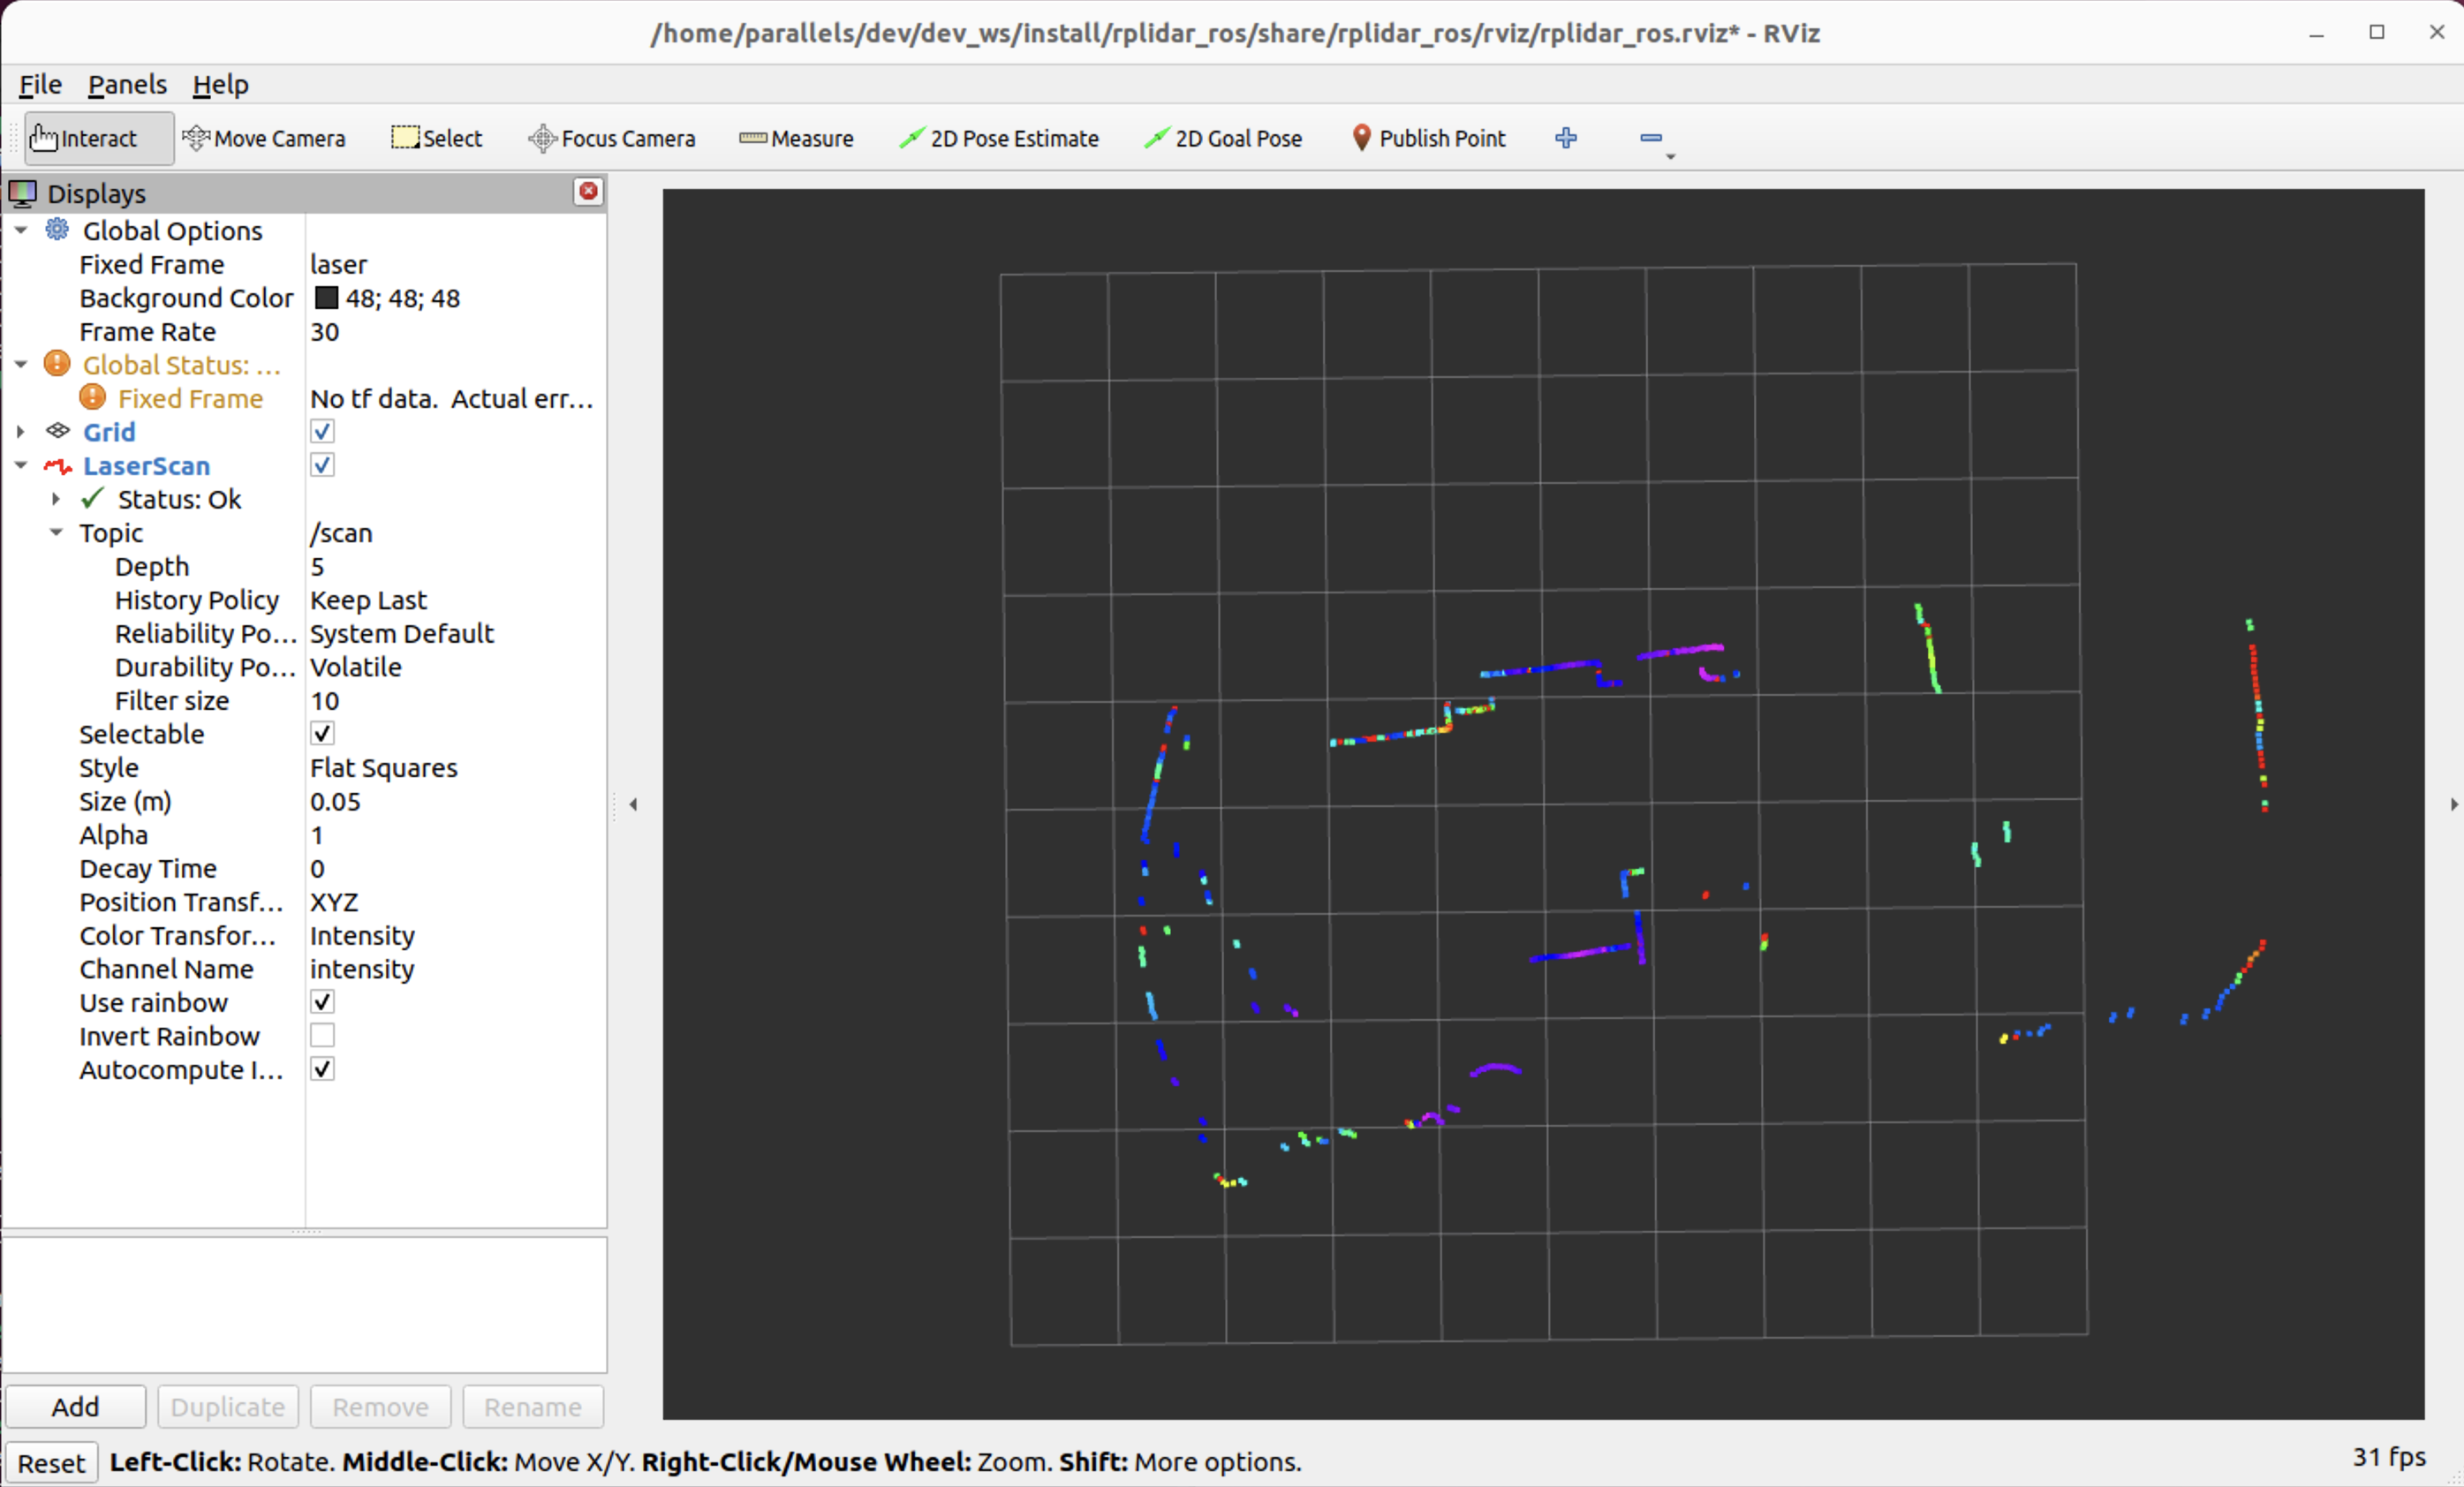 /home/parallels/dev/dev_ws/install/rplidar_ros/share/rplidar_ros/rviz/rplidar_ros.rviz* - RViz
File Panels Help
Interact Move Camera Select Focus Camera Measure 2D Pose Estimate 2D Goal Pose Publish Point
Displays
Global Options
Fixed Frame laser
Background Color 48; 48; 48
Frame Rate 30
Global Status: ...
Fixed Frame No tf data. Actual err...
Grid
LaserScan
Status: Ok
Topic /scan
Depth 5
History Policy Keep Last
Reliability Po... System Default
Durability Po... Volatile
Filter size 10
Selectable
Style Flat Squares
Size (m) 0.05
Alpha 1
Decay Time 0
Position Transf... XYZ
Color Transfor... Intensity
Channel Name intensity
Use rainbow
Invert Rainbow
Autocompute I...
Add Duplicate Remove Rename
Reset Left-Click: Rotate. Middle-Click: Move X/Y. Right-Click/Mouse Wheel: Zoom. Shift: More options. 31 fps